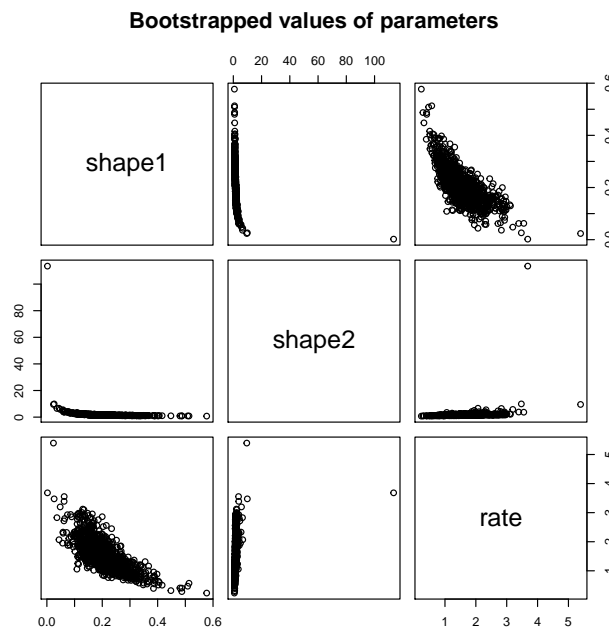 Bootstrapped values of parameters
0 20 40 60 80 100
shape1
0.0 0.2 0.4 0.6
0 20 40 60 80
shape2
1 2 3 4 5
rate
0.0 0.2 0.4 0.6
1 2 3 4 5